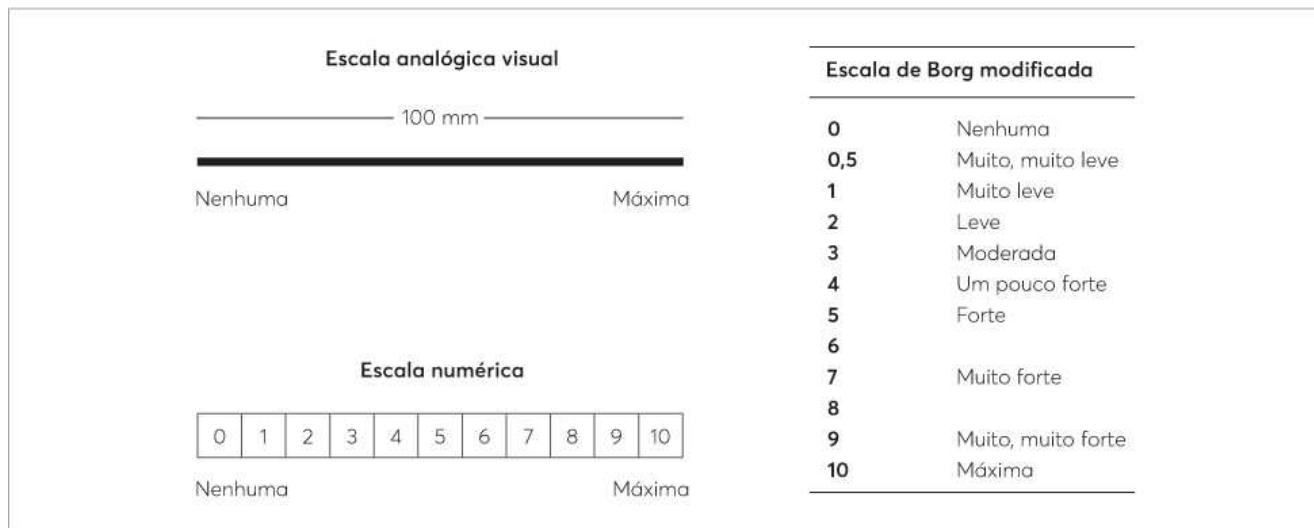 Escala analógica visual
100 mm
Nenhuma Máxima
Escala numérica
0 1 2 3 4 5 6 7 8 9 10
Nenhuma Máxima
Escala de Borg modificada
0 Nenhuma
0,5 Muito, muito leve
1 Muito leve
2 Leve
3 Moderada
4 Um pouco forte
5 Forte
6
7 Muito forte
8
9 Muito, muito forte
10 Máxima